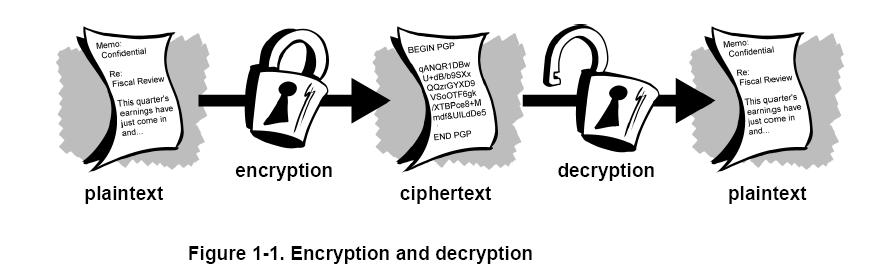 Memo:
Confidential
Re:
Fiscal Review
This quarter's
earnings have
just come in
and...
BEGIN PGP
qANQR1DBw
U+dB/b9SXx
QQzrGYXD9
VSoOTF6gk
/XTBPce8+M
mdf&UILdDe5
END PGP
Memo:
Confidential
Re:
Fiscal Review
This quarter's
earnings have
just come in
and...
encryption
decryption
plaintext
ciphertext
plaintext
Figure 1-1. Encryption and decryption